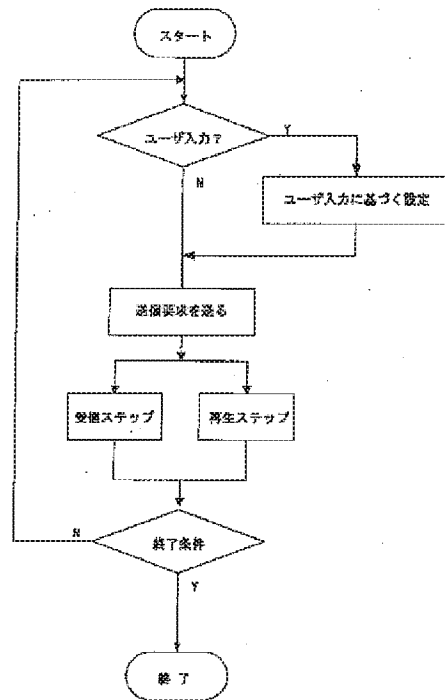 スタート
ユーザ入力?
Y
N
ユーザ入力に基づく設定
送信要求を送る
受信ステップ
再生ステップ
N
終了条件
Y
終 了